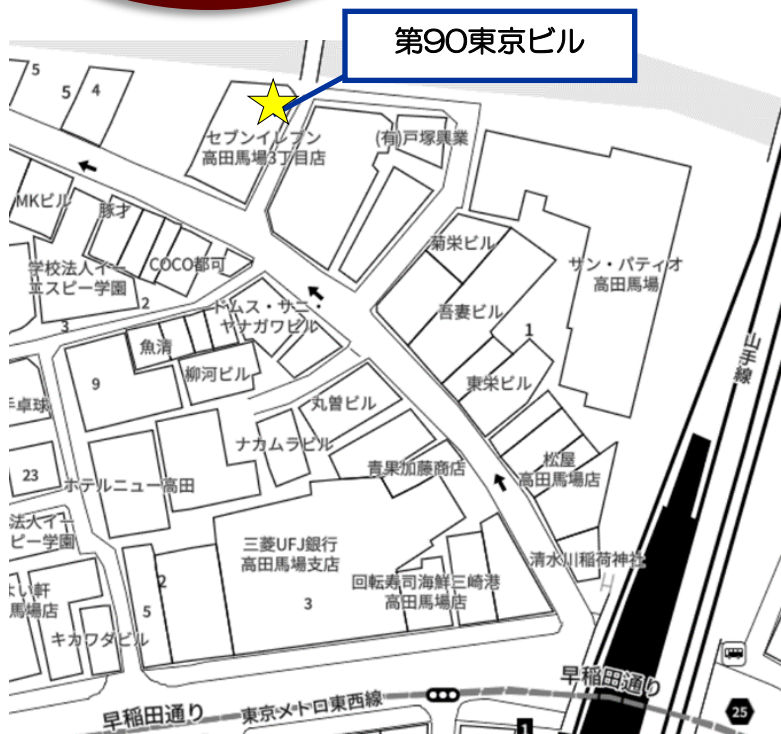 第90東京ビル
5
5
4
セブンイレブン
高田馬場3丁目店
(有)戸塚興業
MKビル
豚才
菊栄ビル
学校法人イー
エスピー学園
COCO都可
サン・パティオ
高田馬場
2
3
ドムス・サニー・
ヤナガワビル
吾妻ビル
1
山手線
魚清
柳河ビル
9
東栄ビル
丸曽ビル
卓球
ナカムラビル
青果加藤商店
松屋
高田馬場店
23
ホテルニュー高田
法人イー
ピー学園
三菱UFJ銀行
高田馬場支店
清水川稲荷神社
2
回転寿司海鮮三崎港
高田馬場店
い軒
馬場店
3
5
キカワダビル
早稲田通り
早稲田通り
東京メトロ東西線
25
1